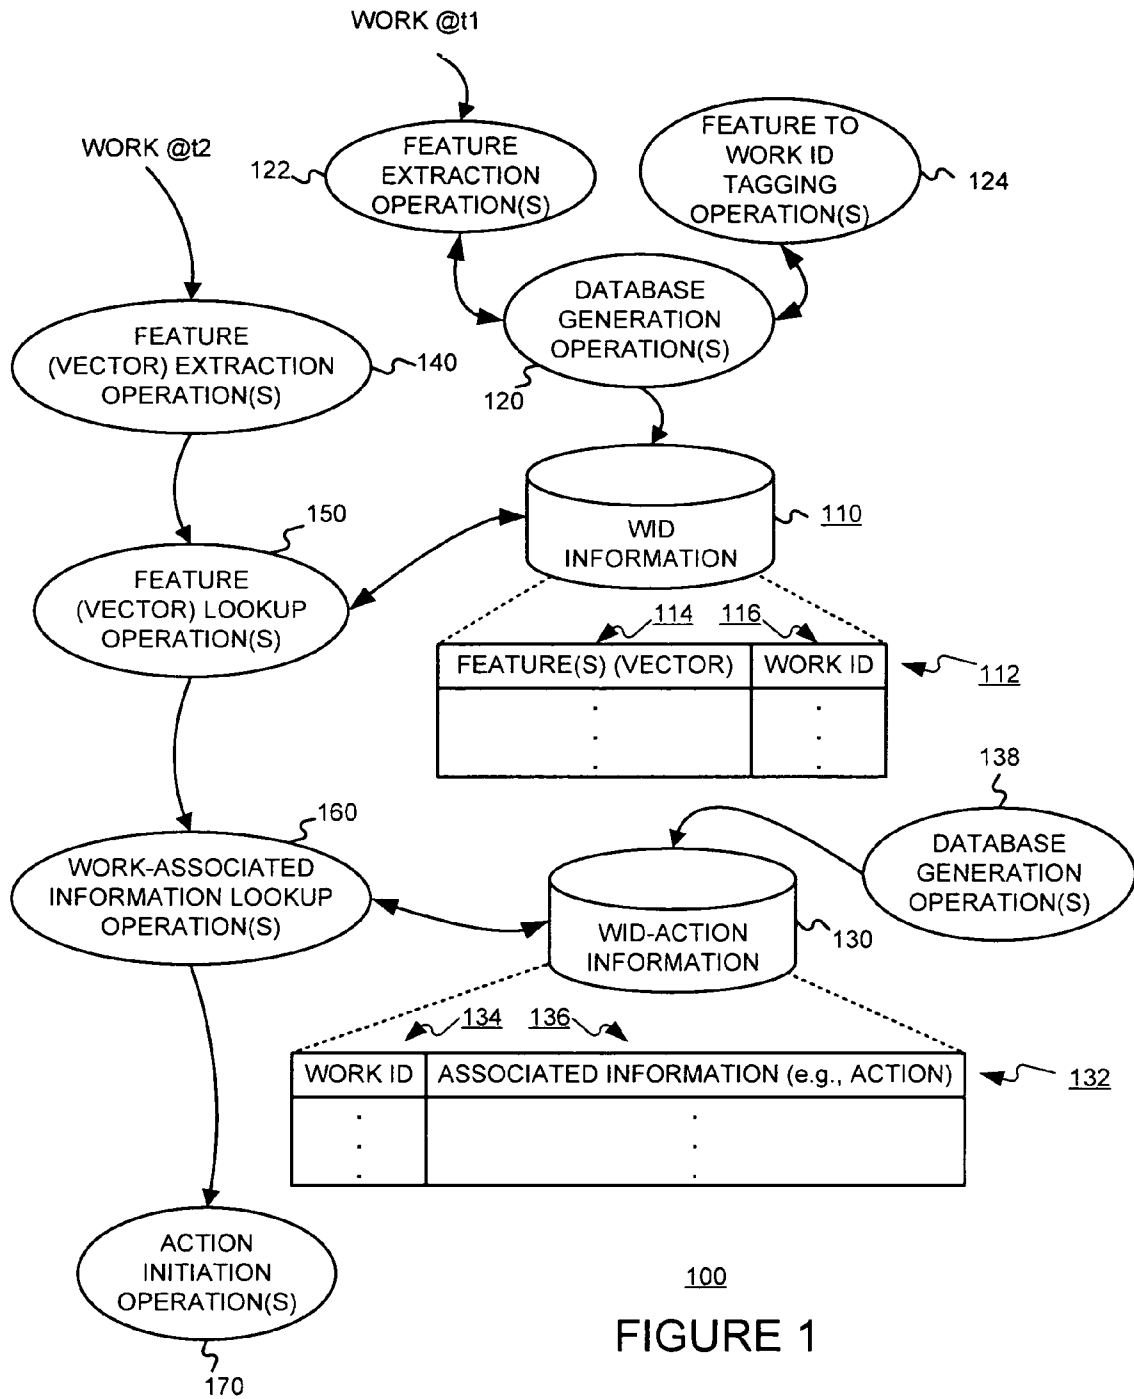 WORK @t1
WORK @t2
122
FEATURE
EXTRACTION
OPERATION(S)
FEATURE TO
WORK ID
TAGGING
OPERATION(S)
124
DATABASE
GENERATION
OPERATION(S)
120
FEATURE
(VECTOR) EXTRACTION
OPERATION(S)
140
150
WID
INFORMATION
110
FEATURE
(VECTOR) LOOKUP
OPERATION(S)
114
116
FEATURE(S) (VECTOR)
WORK ID
112
138
DATABASE
GENERATION
OPERATION(S)
160
WORK-ASSOCIATED
INFORMATION LOOKUP
OPERATION(S)
WID-ACTION
INFORMATION
130
134
136
WORK ID
ASSOCIATED INFORMATION (e.g., ACTION)
132
ACTION
INITIATION
OPERATION(S)
170
100
FIGURE 1